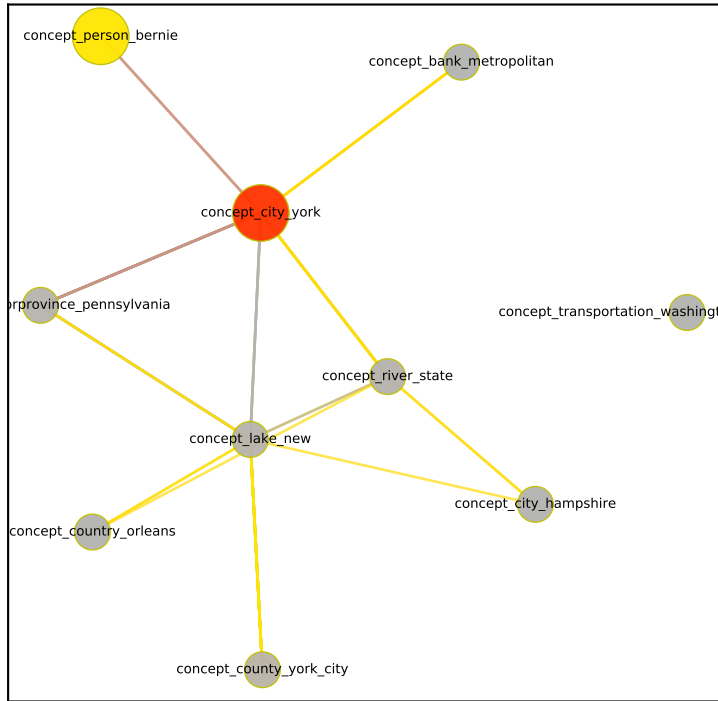 concept_person_bernie
concept_bank_metropolitan
concept_city_york
orprovince_pennsylvania
concept_transportation_washingt
concept_river_state
concept_lake_new
concept_city_hampshire
concept_country_orleans
concept_county_york_city